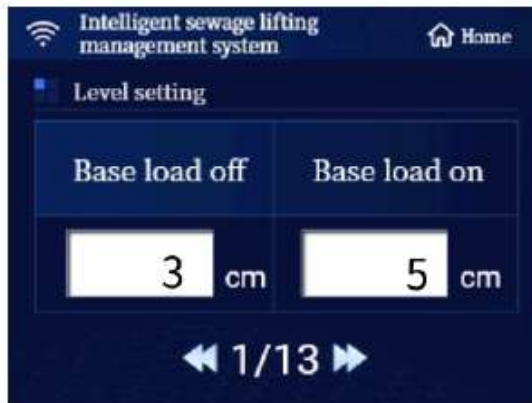 Intelligent sewage lifting
management system
Home
Level setting
Base load off
Base load on
3 cm
5 cm
1/13